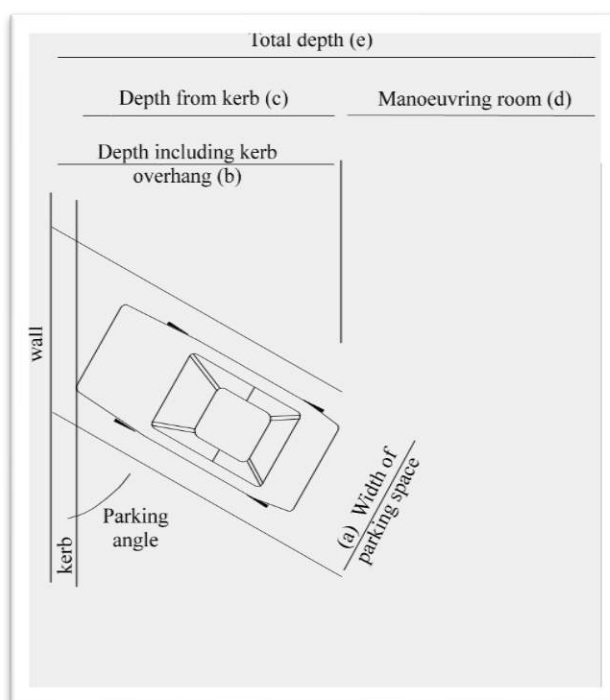 Total depth (e)
Depth from kerb (c)
Manoeuvring room (d)
Depth including kerb
overhang (b)
wall
kerb
Parking
angle
(a) Width of
parking space